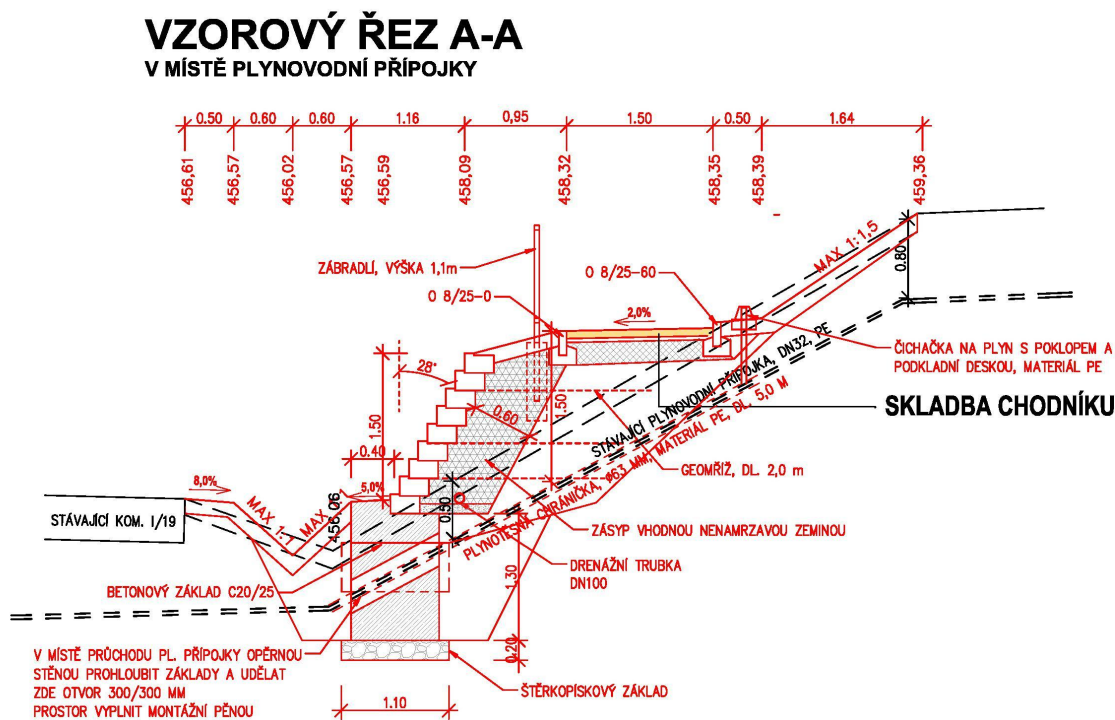 VZOROVÝ ŘEZ A-A
V MÍSTĚ PLYNOVODNÍ PŘÍPOJKY
0.50 0.60 0.60 1.16 0,95 1.50 0.50 1.64
456,61 456,57 456,02 456,57 456,59 458,09 458,32 458,35 458,39 459,36
ZÁBRADLÍ, VÝŠKA 1,1m
O 8/25-0
O 8/25-60
2,0%
MAX 1:1,5
0.80
ČICHAČKA NA PLYN S POKLOPEM A
PODKLADNÍ DESKOU, MATERIÁL PE
SKLADBA CHODNÍKU
28°
1.50
0.60
1.50
0.40
STÁVAJÍCÍ PLYNOVODNÍ PŘÍPOJKA, DN32, PE
PLYNOTĚSNÁ CHRÁNIČKA, ø63 MM, MATERIÁL PE, DL. 5,0 M
GEOMŘÍŽ, DL. 2,0 m
8,0%
5,0%
MAX 1:1
MAX
456,06
0.50
STÁVAJÍCÍ KOM. I/19
ZÁSYP VHODNOU NENAMRZAVOU ZEMINOU
DRENÁŽNÍ TRUBKA
DN100
BETONOVÝ ZÁKLAD C20/25
1.30
0.20
V MÍSTĚ PRŮCHODU PL. PŘÍPOJKY OPĚRNOU
STĚNOU PROHLOUBIT ZÁKLADY A UDĚLAT
ZDE OTVOR 300/300 MM
PROSTOR VYPLNIT MONTÁŽNÍ PĚNOU
ŠTĚRKOPÍSKOVÝ ZÁKLAD
1.10